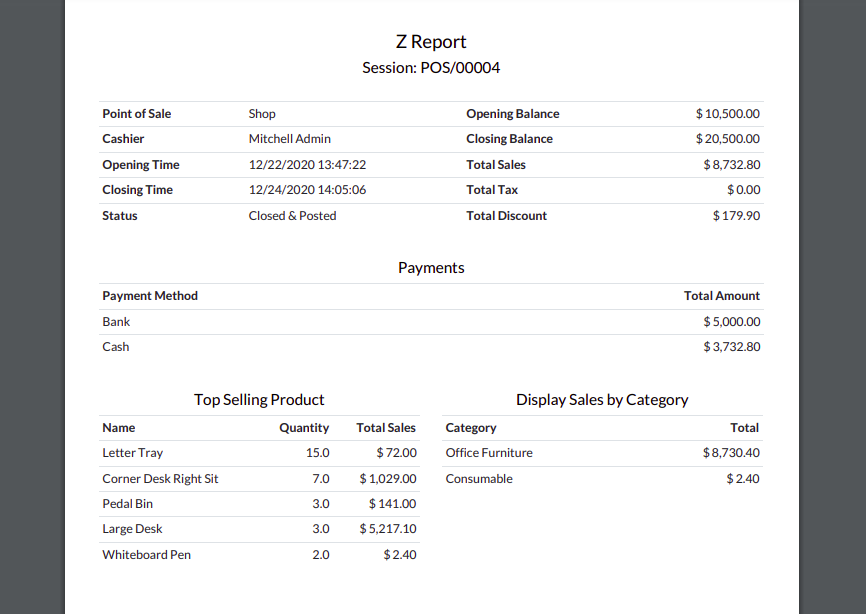 Z Report
Session: POS/00004
Point of Sale Shop Opening Balance $ 10,500.00
Cashier Mitchell Admin Closing Balance $ 20,500.00
Opening Time 12/22/2020 13:47:22 Total Sales $ 8,732.80
Closing Time 12/24/2020 14:05:06 Total Tax $ 0.00
Status Closed & Posted Total Discount $ 179.90
Payments
Payment Method Total Amount
Bank $ 5,000.00
Cash $ 3,732.80
Top Selling Product
Name Quantity Total Sales
Letter Tray 15.0 $ 72.00
Corner Desk Right Sit 7.0 $ 1,029.00
Pedal Bin 3.0 $ 141.00
Large Desk 3.0 $ 5,217.10
Whiteboard Pen 2.0 $ 2.40
Display Sales by Category
Category Total
Office Furniture $ 8,730.40
Consumable $ 2.40